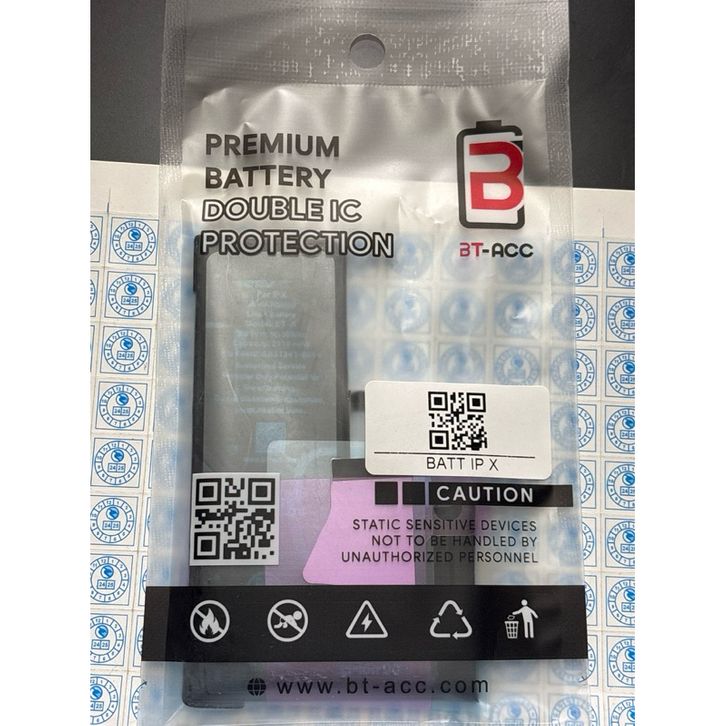 PREMIUM
BATTERY
DOUBLE IC
PROTECTION
B
BT-ACC
BATT IP X
CAUTION
STATIC SENSITIVE DEVICES
NOT TO BE HANDLED BY
UNAUTHORIZED PERSONNEL
www.bt-acc.com